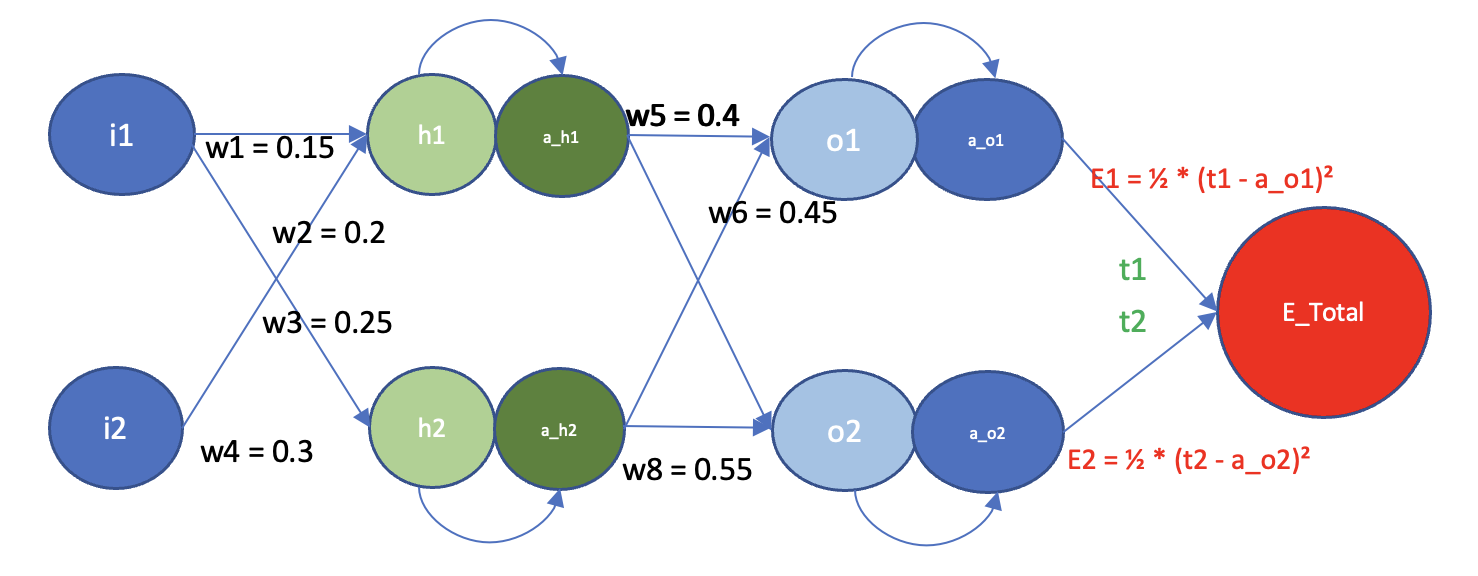 i1
h1
a_h1
w1 = 0.15
w5 = 0.4
o1
a_o1
E1 = ½ * (t1 - a_o1)²
w2 = 0.2
w6 = 0.45
t1
w3 = 0.25
t2
E_Total
i2
h2
a_h2
w4 = 0.3
w8 = 0.55
o2
a_o2
E2 = ½ * (t2 - a_o2)²